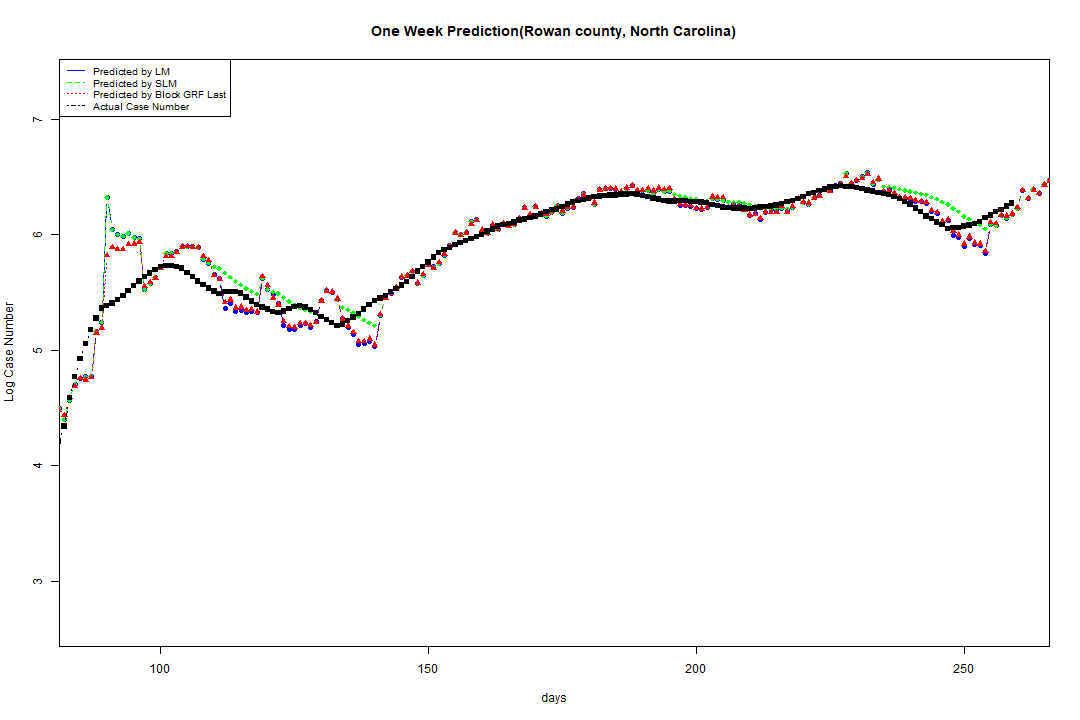 One Week Prediction(Rowan county, North Carolina)
Predicted by LM
Predicted by SLM
Predicted by Block GRF Last
Actual Case Number
7
6
5
4
3
Log Case Number
100 150 200 250
days